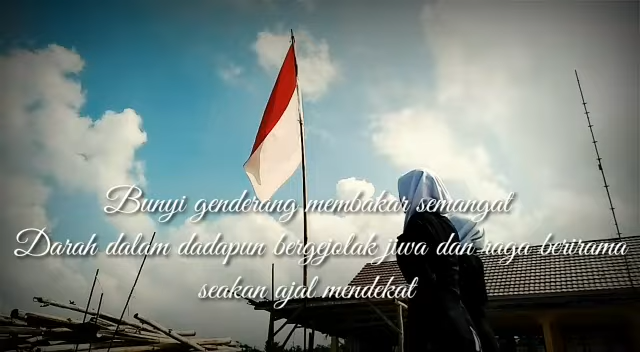 Bunyi genderang membakar semangat
Darah dalam dadapun bergejolak jiwa dan raga berirama
seakan ajal mendekat